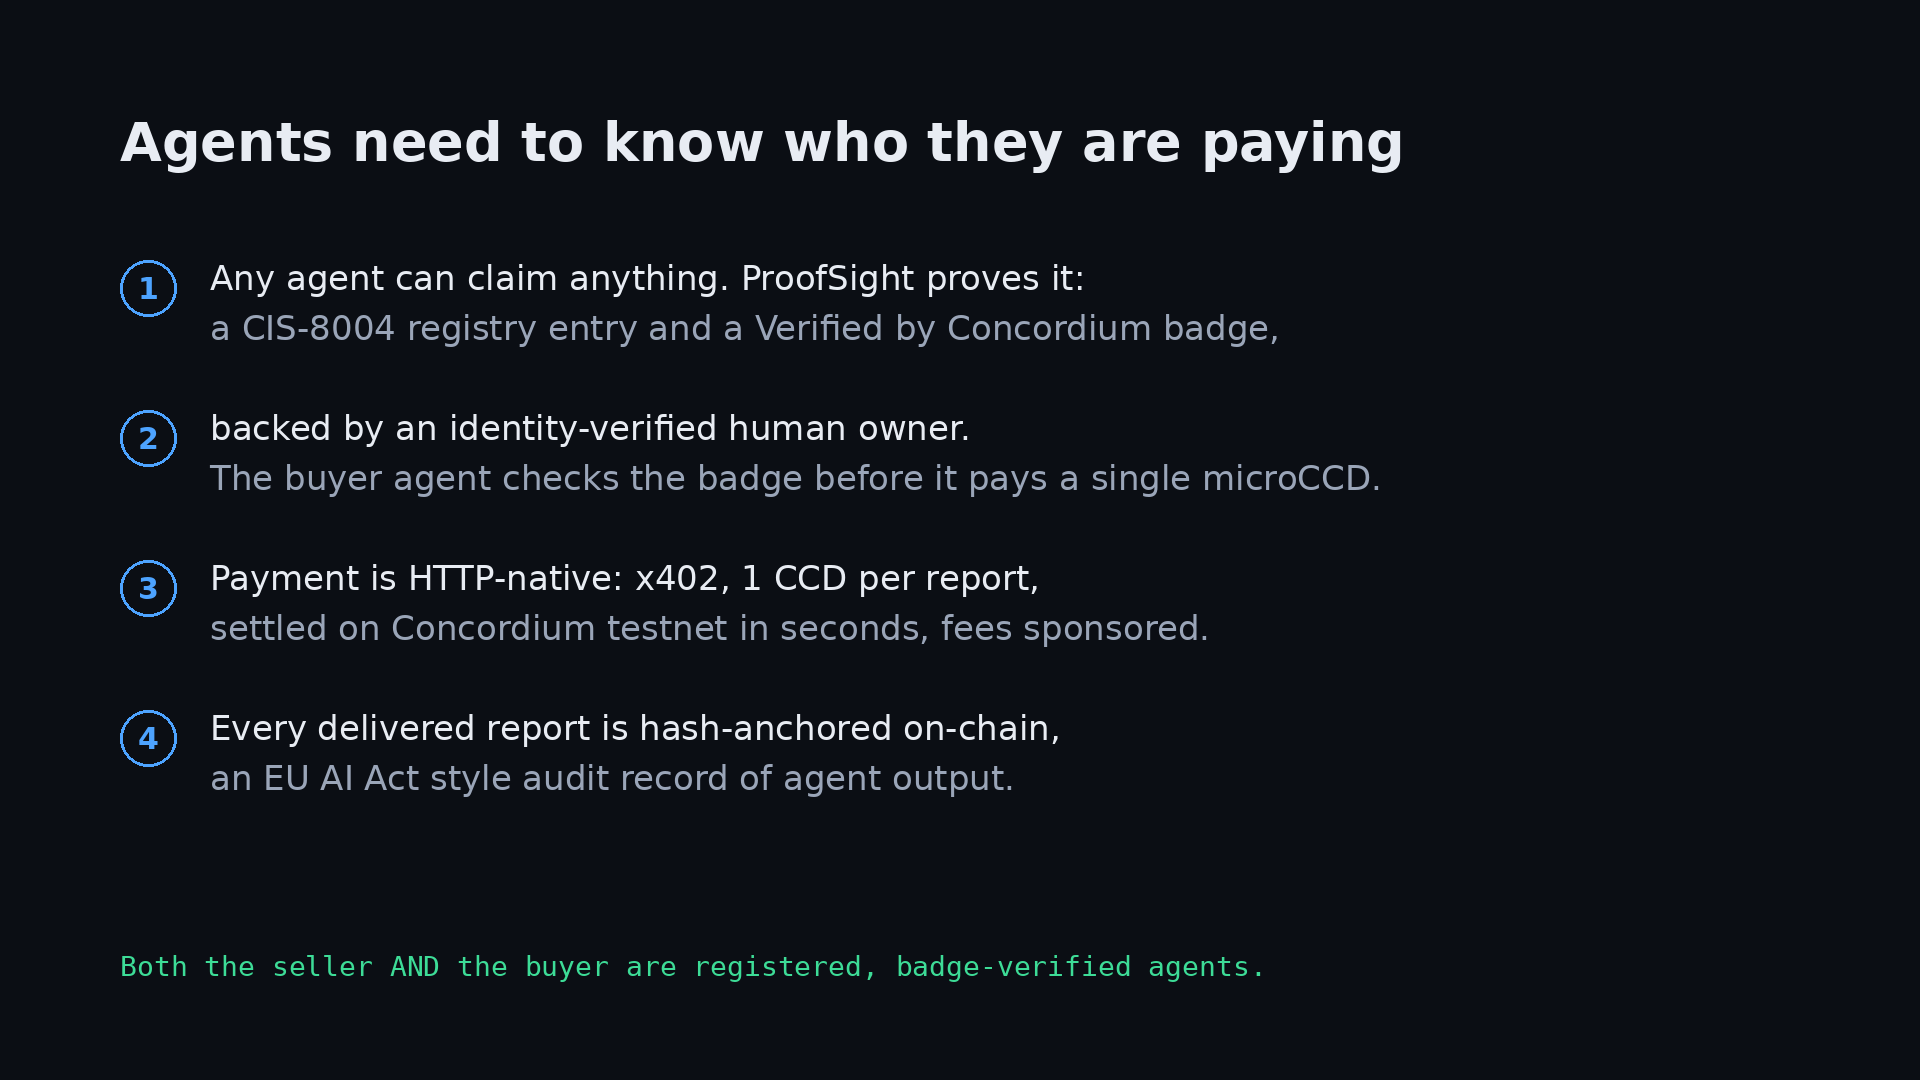 Agents need to know who they are paying
1 Any agent can claim anything. ProofSight proves it:
a CIS-8004 registry entry and a Verified by Concordium badge,
2 backed by an identity-verified human owner.
The buyer agent checks the badge before it pays a single microCCD.
3 Payment is HTTP-native: x402, 1 CCD per report,
settled on Concordium testnet in seconds, fees sponsored.
4 Every delivered report is hash-anchored on-chain,
an EU AI Act style audit record of agent output.
Both the seller AND the buyer are registered, badge-verified agents.